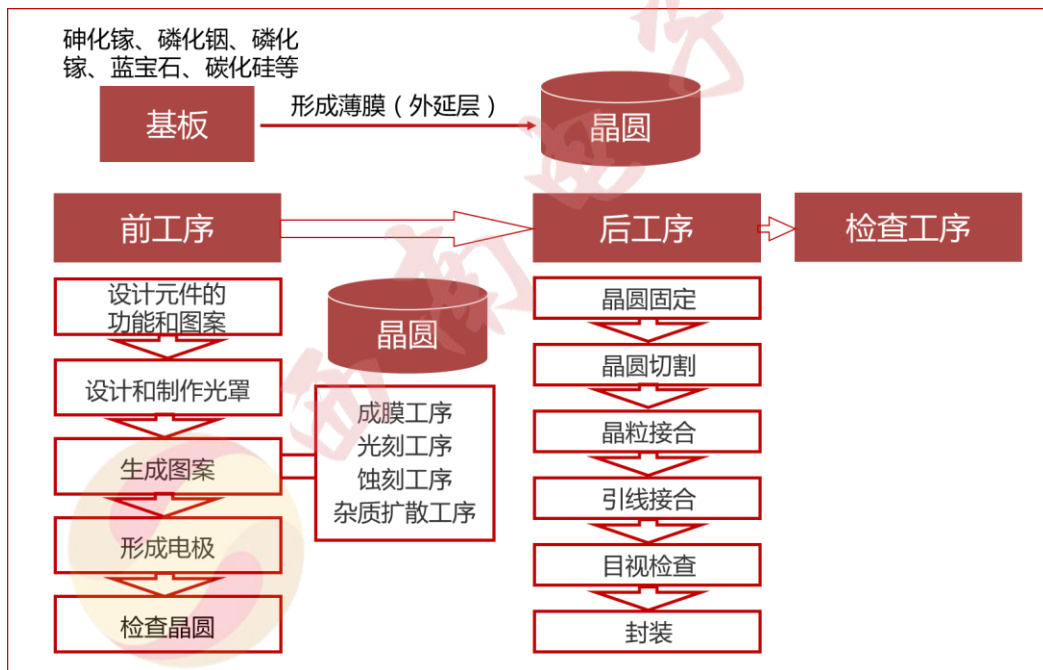 砷化镓、磷化铟、磷化
镓、蓝宝石、碳化硅等
基板
形成薄膜（外延层）
晶圆
前工序
后工序
检查工序
设计元件的
功能和图案
设计和制作光罩
生成图案
形成电极
检查晶圆
晶圆
成膜工序
光刻工序
蚀刻工序
杂质扩散工序
晶圆固定
晶圆切割
晶粒接合
引线接合
目视检查
封装